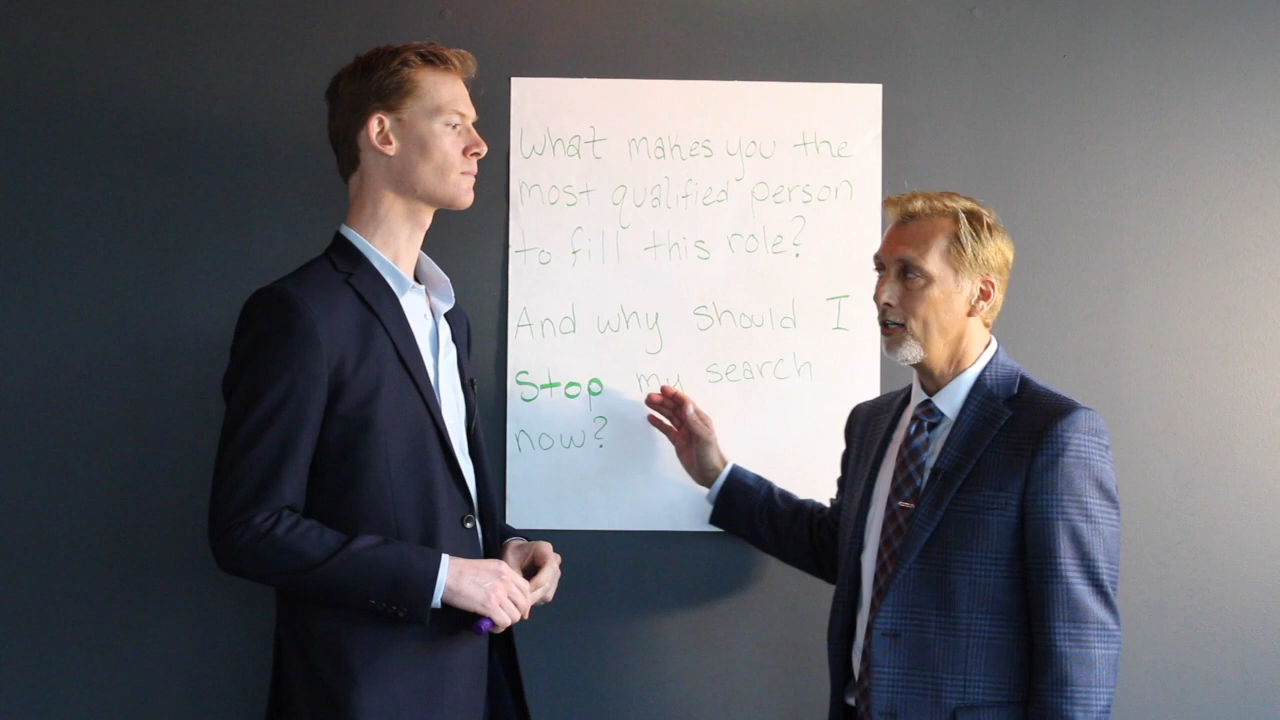 What makes you the
most qualified person
to fill this role?
And why should I
Stop my search
now?